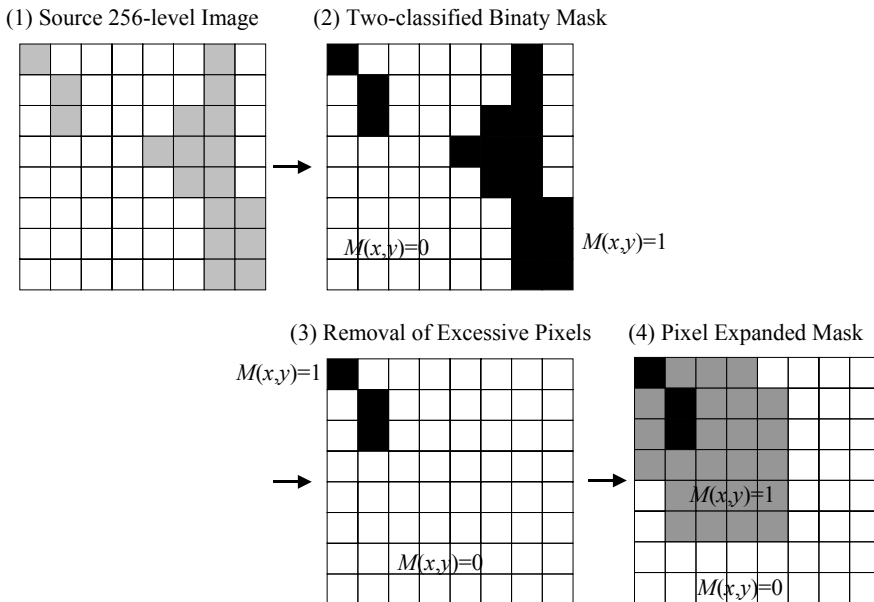 (1) Source 256-level Image
(2) Two-classified Binaty Mask
M(x,y)=0
M(x,y)=1
(3) Removal of Excessive Pixels
(4) Pixel Expanded Mask
M(x,y)=1
M(x,y)=1
M(x,y)=0
M(x,y)=0